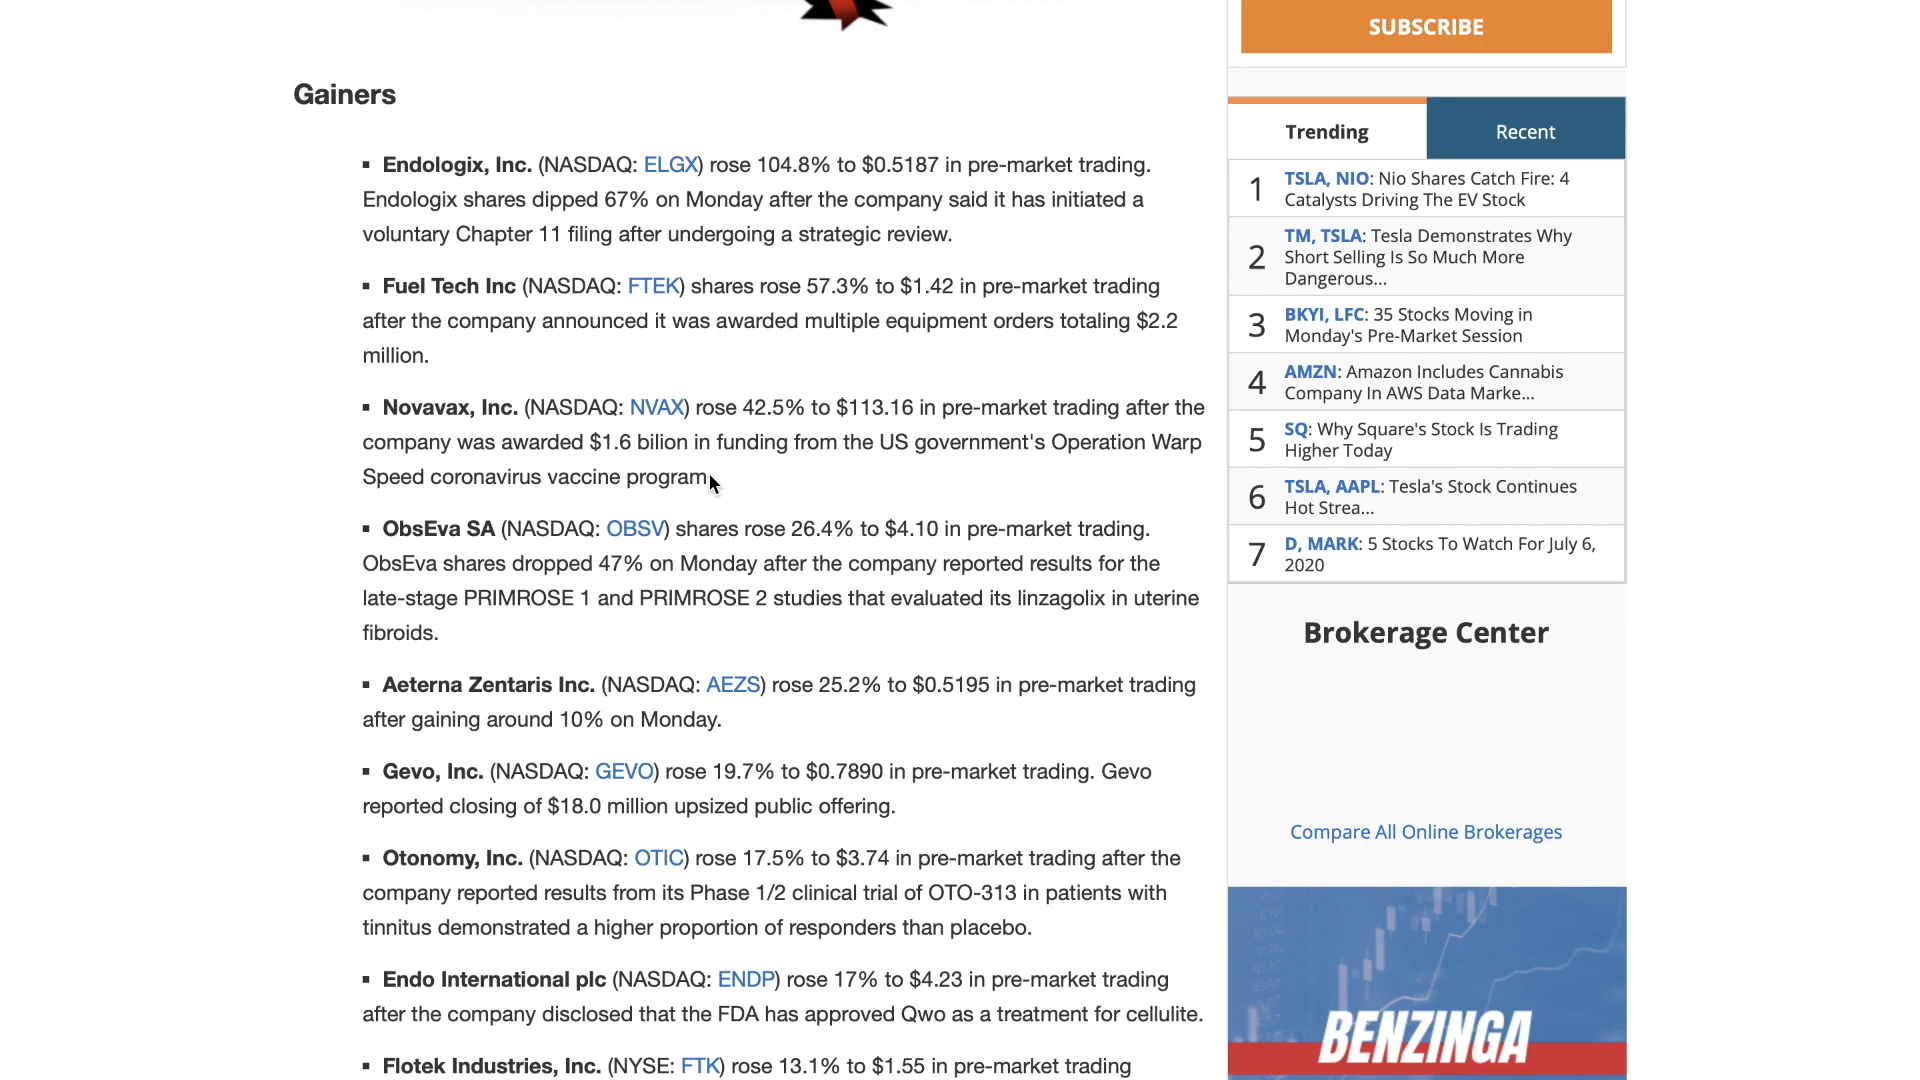 SUBSCRIBE
Gainers
▪ Endologix, Inc. (NASDAQ: ELGX) rose 104.8% to $0.5187 in pre-market trading.
Endologix shares dipped 67% on Monday after the company said it has initiated a
voluntary Chapter 11 filing after undergoing a strategic review.
▪ Fuel Tech Inc (NASDAQ: FTEK) shares rose 57.3% to $1.42 in pre-market trading
after the company announced it was awarded multiple equipment orders totaling $2.2
million.
▪ Novavax, Inc. (NASDAQ: NVAX) rose 42.5% to $113.16 in pre-market trading after the
company was awarded $1.6 bilion in funding from the US government's Operation Warp
Speed coronavirus vaccine program.
▪ ObsEva SA (NASDAQ: OBSV) shares rose 26.4% to $4.10 in pre-market trading.
ObsEva shares dropped 47% on Monday after the company reported results for the
late-stage PRIMROSE 1 and PRIMROSE 2 studies that evaluated its linzagolix in uterine
fibroids.
▪ Aeterna Zentaris Inc. (NASDAQ: AEZS) rose 25.2% to $0.5195 in pre-market trading
after gaining around 10% on Monday.
▪ Gevo, Inc. (NASDAQ: GEVO) rose 19.7% to $0.7890 in pre-market trading. Gevo
reported closing of $18.0 million upsized public offering.
▪ Otonomy, Inc. (NASDAQ: OTIC) rose 17.5% to $3.74 in pre-market trading after the
company reported results from its Phase 1/2 clinical trial of OTO-313 in patients with
tinnitus demonstrated a higher proportion of responders than placebo.
▪ Endo International plc (NASDAQ: ENDP) rose 17% to $4.23 in pre-market trading
after the company disclosed that the FDA has approved Qwo as a treatment for cellulite.
▪ Flotek Industries, Inc. (NYSE: FTK) rose 13.1% to $1.55 in pre-market trading
Trending
Recent
1 TSLA, NIO: Nio Shares Catch Fire: 4
Catalysts Driving The EV Stock
2 TM, TSLA: Tesla Demonstrates Why
Short Selling Is So Much More
Dangerous...
3 BKYI, LFC: 35 Stocks Moving in
Monday's Pre-Market Session
4 AMZN: Amazon Includes Cannabis
Company In AWS Data Marke...
5 SQ: Why Square's Stock Is Trading
Higher Today
6 TSLA, AAPL: Tesla's Stock Continues
Hot Strea...
7 D, MARK: 5 Stocks To Watch For July 6,
2020
Brokerage Center
Compare All Online Brokerages
BENZINGA